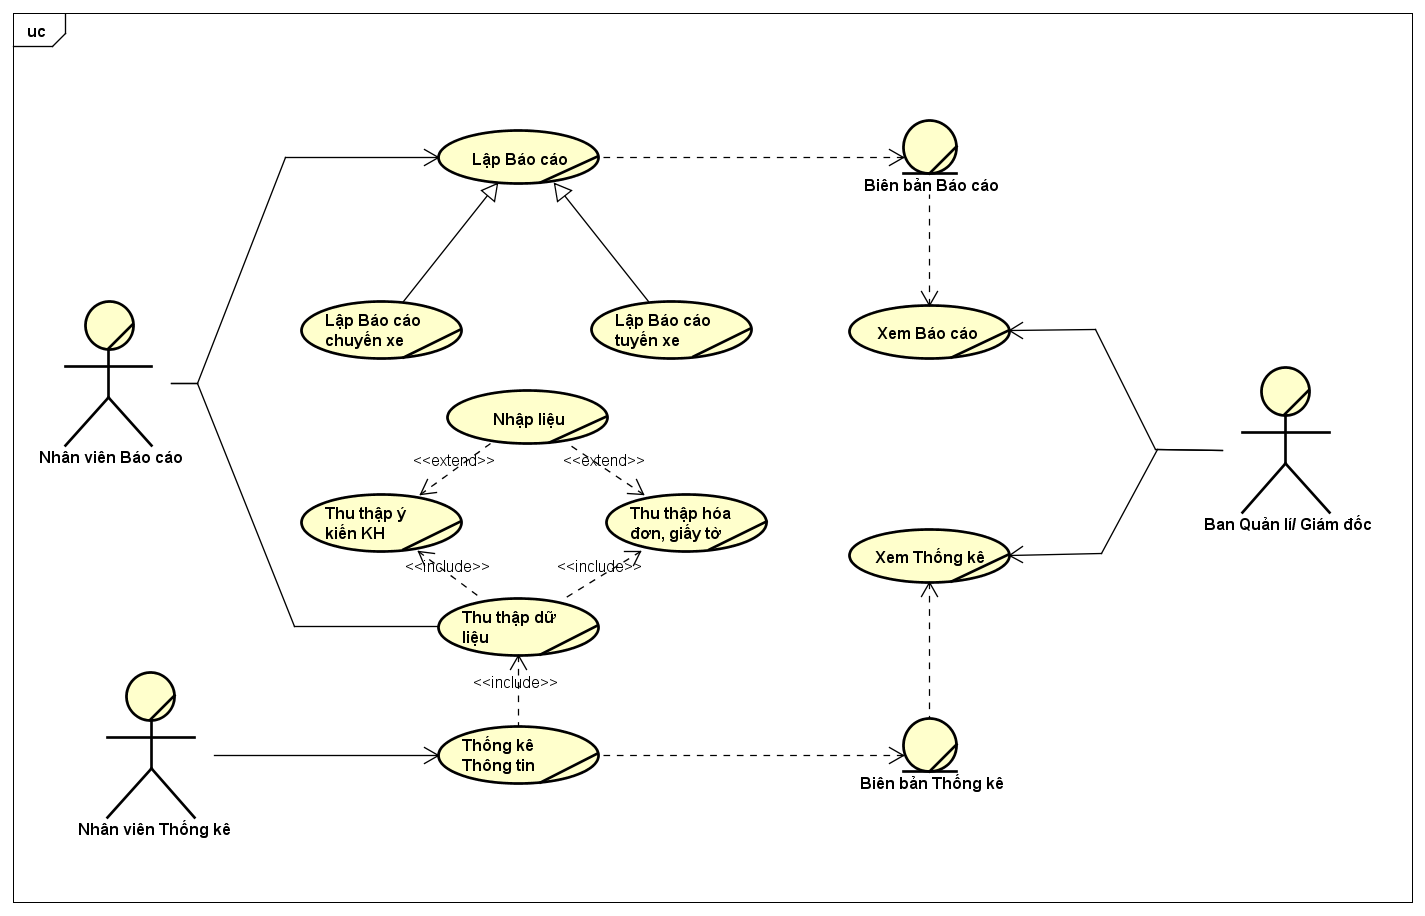 uc
Lập Báo cáo
Biên bản Báo cáo
Lập Báo cáo
chuyến xe
Lập Báo cáo
tuyến xe
Xem Báo cáo
Nhân viên Báo cáo
Nhập liệu
<<extend>>
<<extend>>
Thu thập ý
kiến KH
Thu thập hóa
đơn, giấy tờ
Ban Quản lí/ Giám đốc
Xem Thống kê
<<include>>
<<include>>
Thu thập dữ
liệu
<<include>>
Thống kê
Thông tin
Biên bản Thống kê
Nhân viên Thống kê